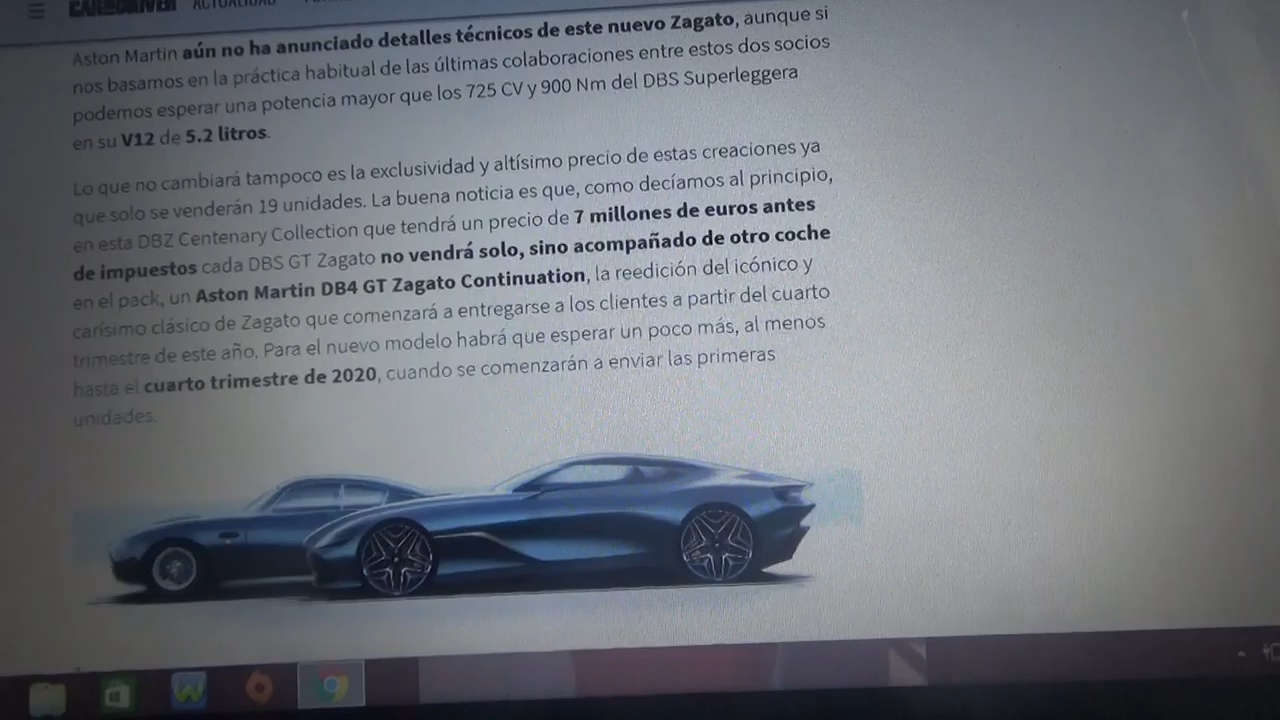 CAR DRIVER ACTUALIDAD
Aston Martin aún no ha anunciado detalles técnicos de este nuevo Zagato, aunque si
nos basamos en la práctica habitual de las últimas colaboraciones entre estos dos socios
podemos esperar una potencia mayor que los 725 CV y 900 Nm del DBS Superleggera
en su V12 de 5.2 litros.
Lo que no cambiará tampoco es la exclusividad y altísimo precio de estas creaciones ya
que solo se venderán 19 unidades. La buena noticia es que, como decíamos al principio,
en esta DBZ Centenary Collection que tendrá un precio de 7 millones de euros antes
de impuestos cada DBS GT Zagato no vendrá solo, sino acompañado de otro coche
en el pack, un Aston Martin DB4 GT Zagato Continuation, la reedición del icónico y
carísimo clásico de Zagato que comenzará a entregarse a los clientes a partir del cuarto
trimestre de este año. Para el nuevo modelo habrá que esperar un poco más, al menos
hasta el cuarto trimestre de 2020, cuando se comenzarán a enviar las primeras
unidades.